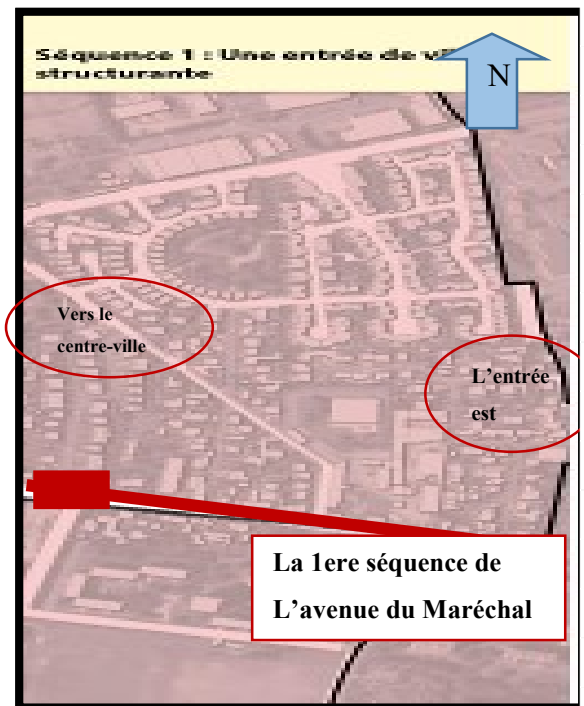 Séquence 1 : Une entrée de
structurante
N
Vers le
centre-ville
L'entrée
est
La 1ere séquence de
L'avenue du Maréchal